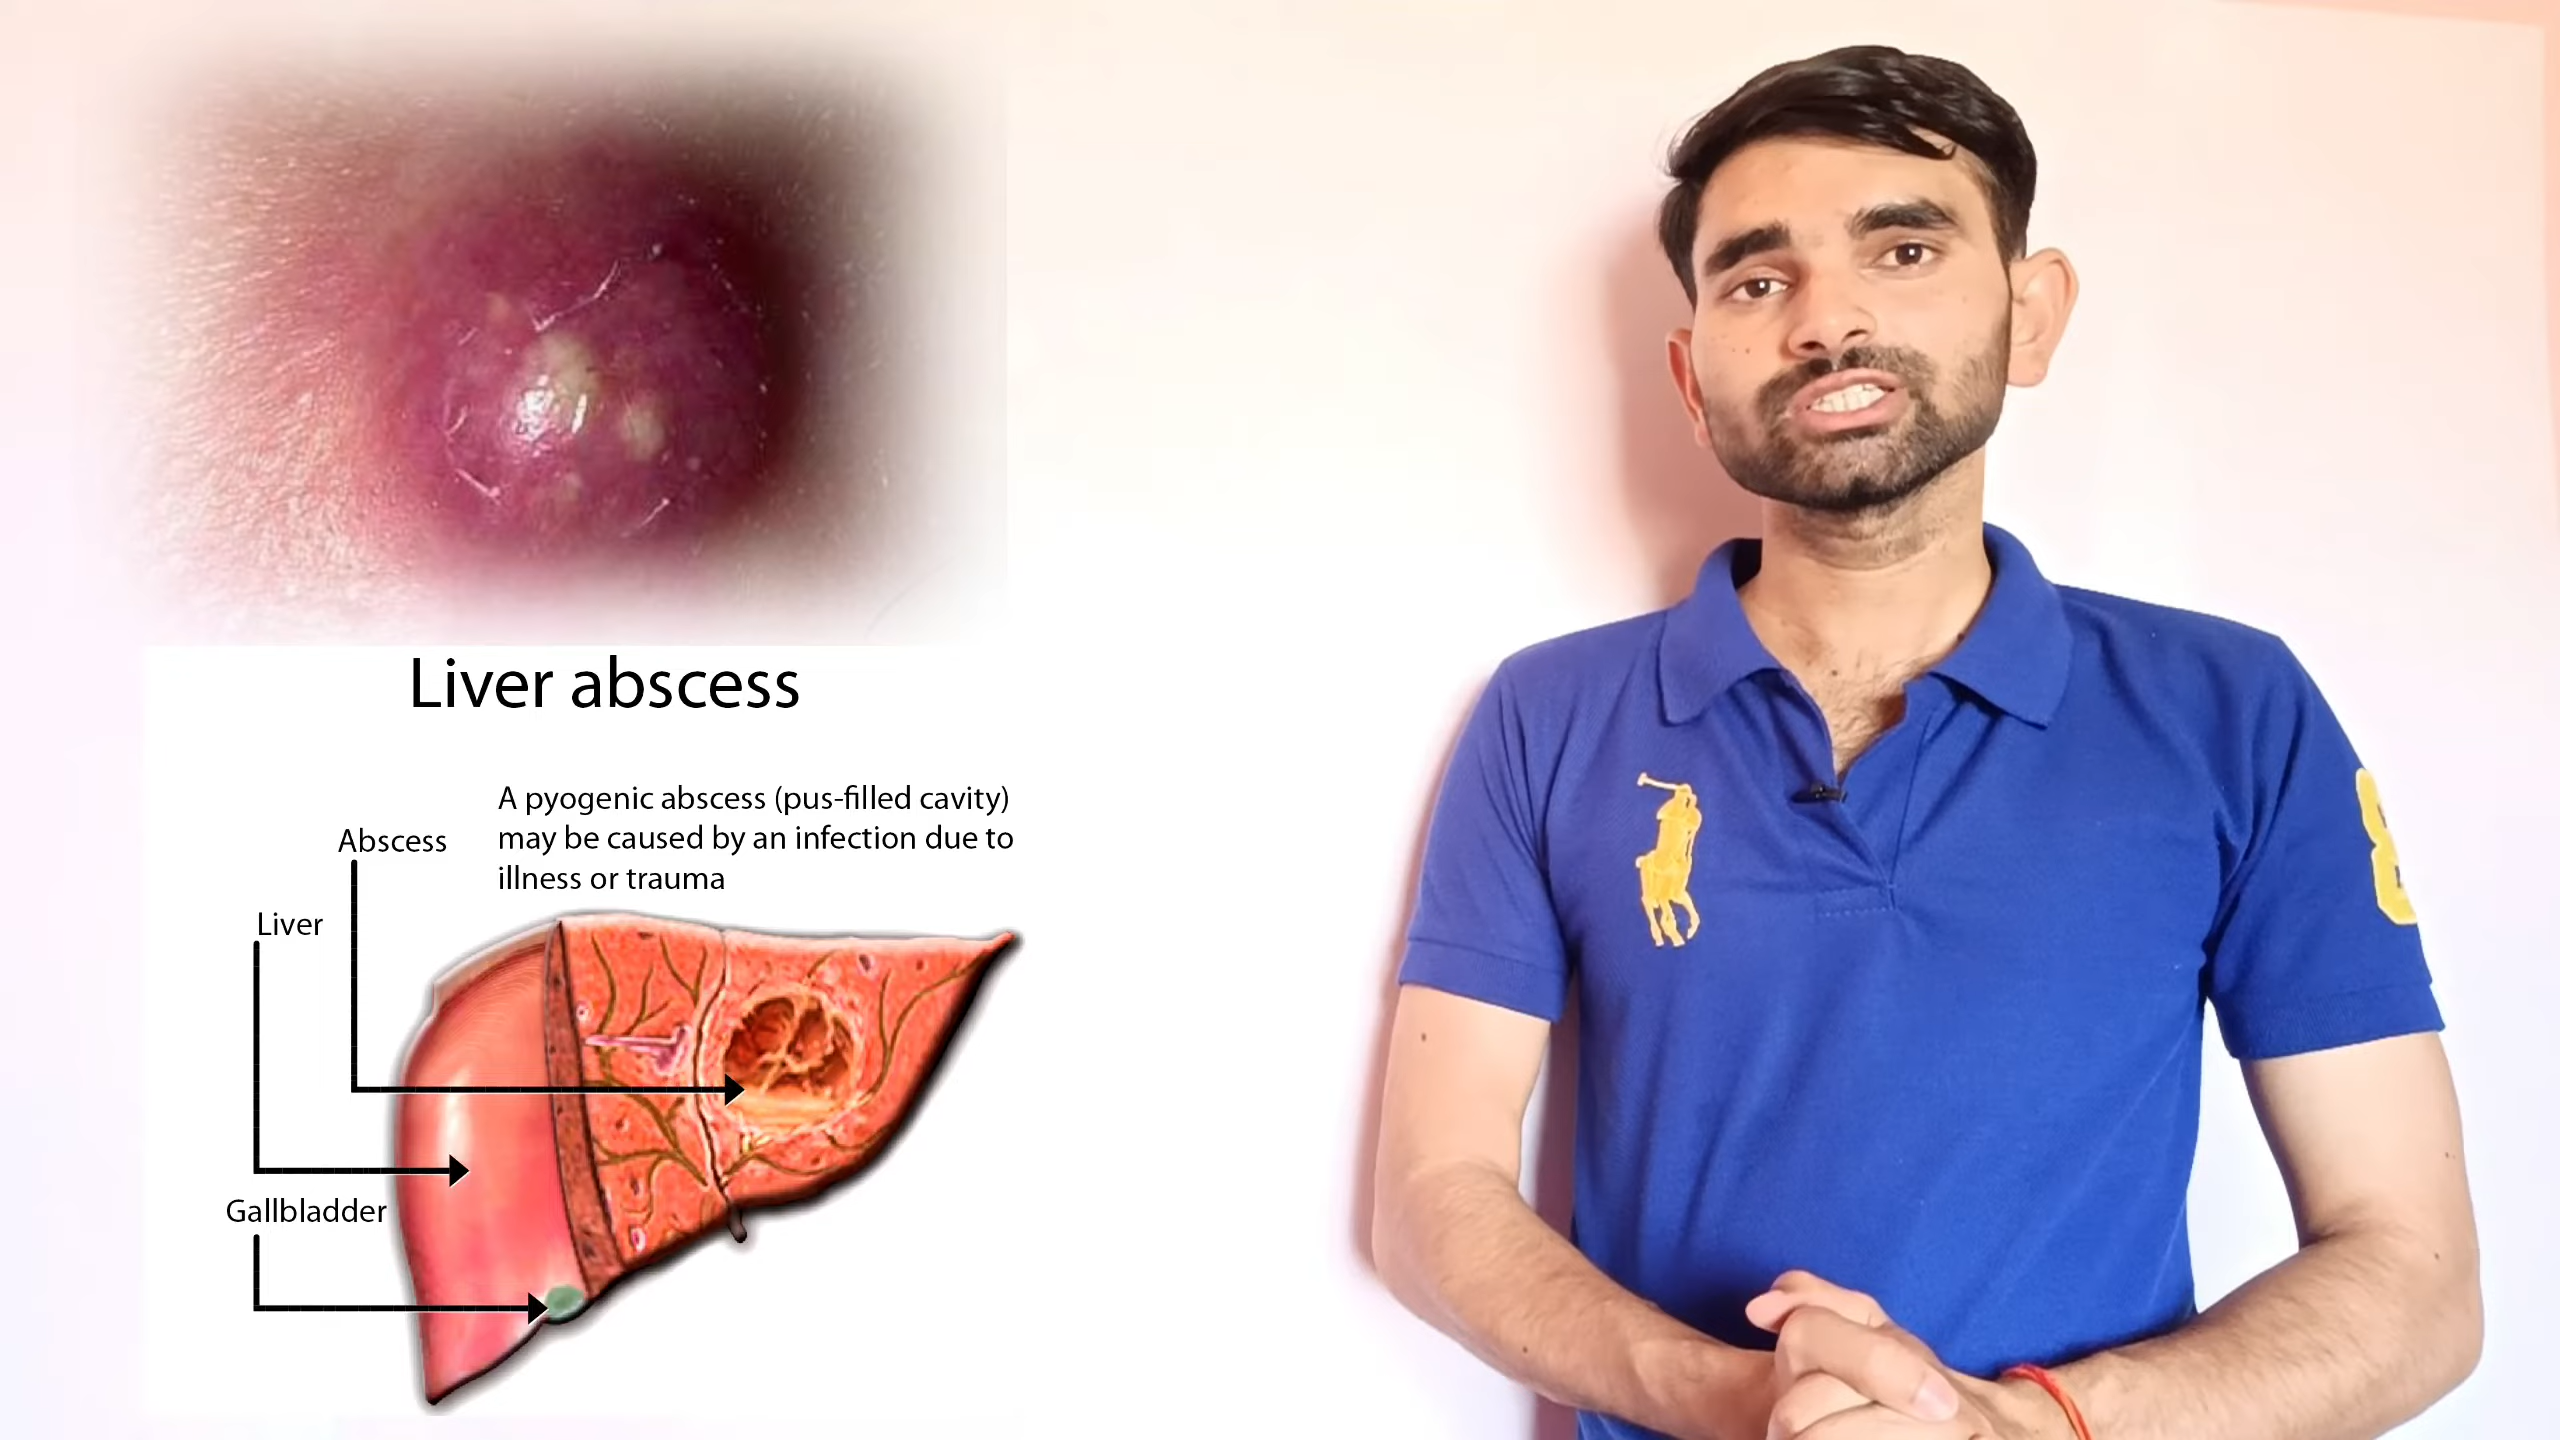 Liver abscess
A pyogenic abscess (pus-filled cavity)
may be caused by an infection due to
illness or trauma
Abscess
Liver
Gallbladder
8